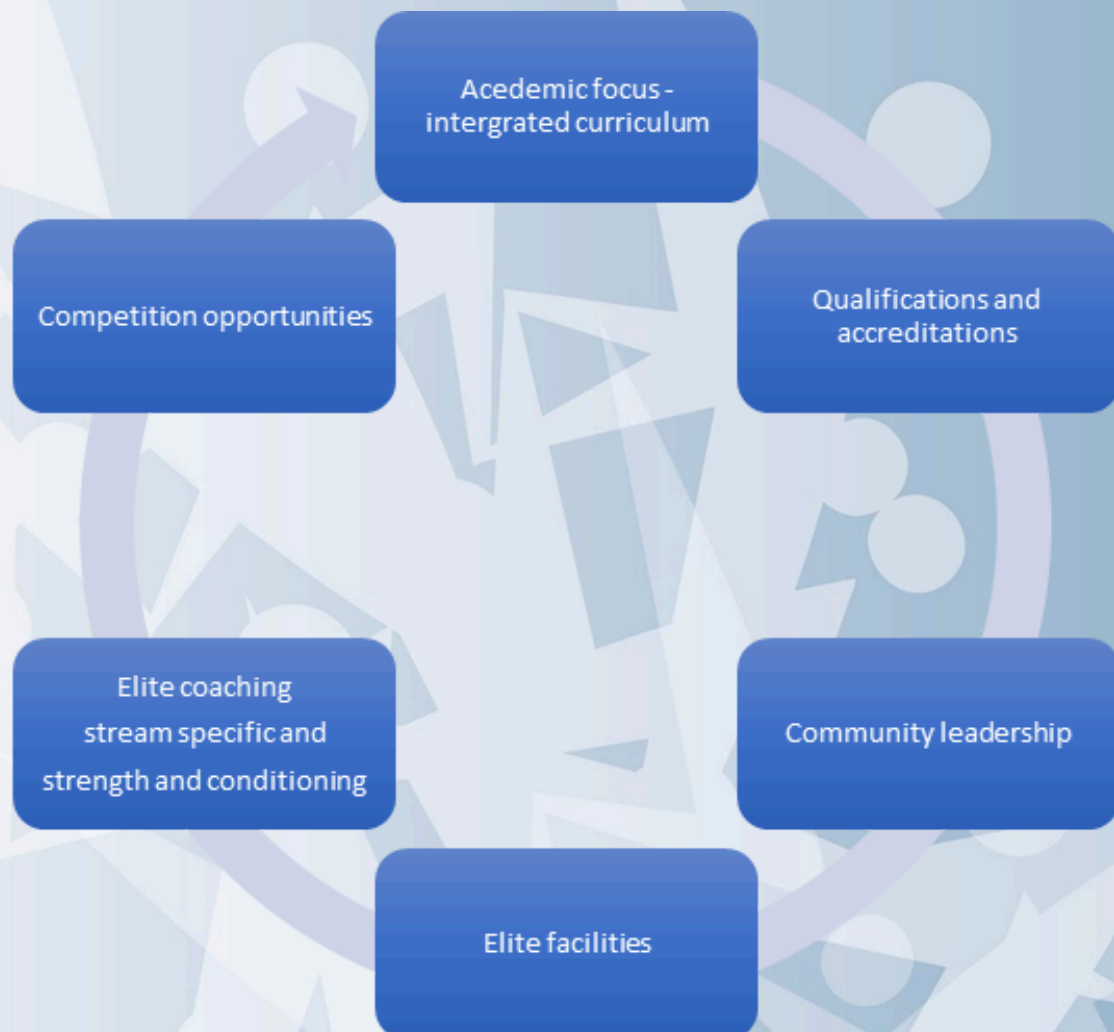 Acedemic focus -
intergrated curriculum
Qualifications and
accreditations
Community leadership
Elite facilities
Elite coaching
stream specific and
strength and conditioning
Competition opportunities